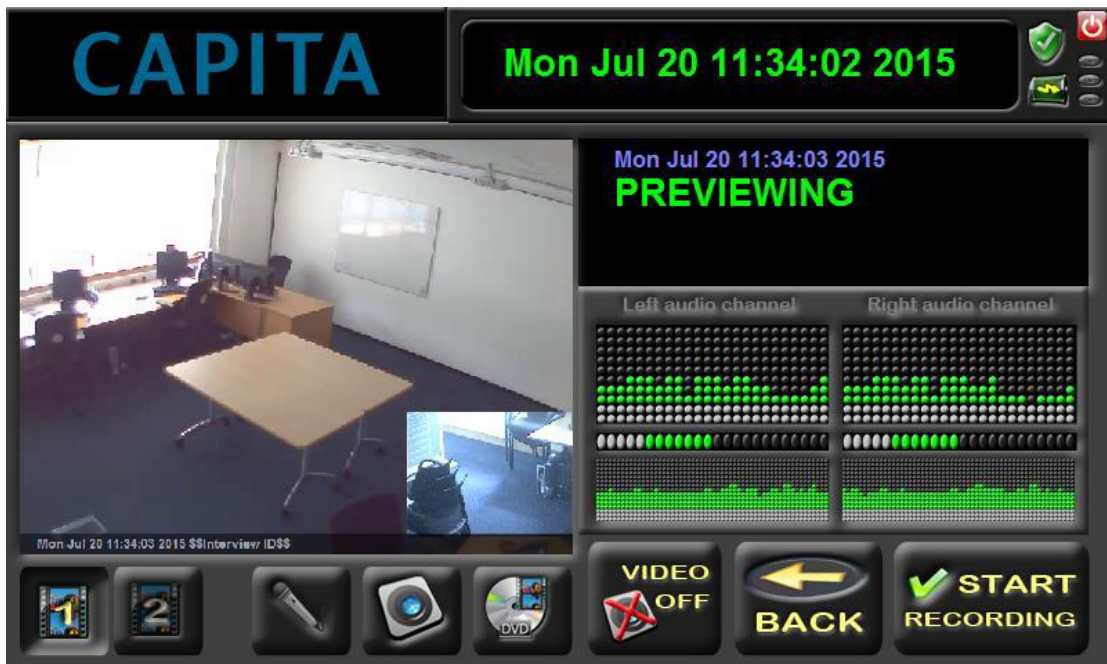 CAPITA
Mon Jul 20 11:34:02 2015
Mon Jul 20 11:34:03 2015
PREVIEWING
Left audio channel
Right audio channel
Mon Jul 20 11:34:03 2015 $$Interview ID$$
1
2
DVD
VIDEO
OFF
BACK
START
RECORDING